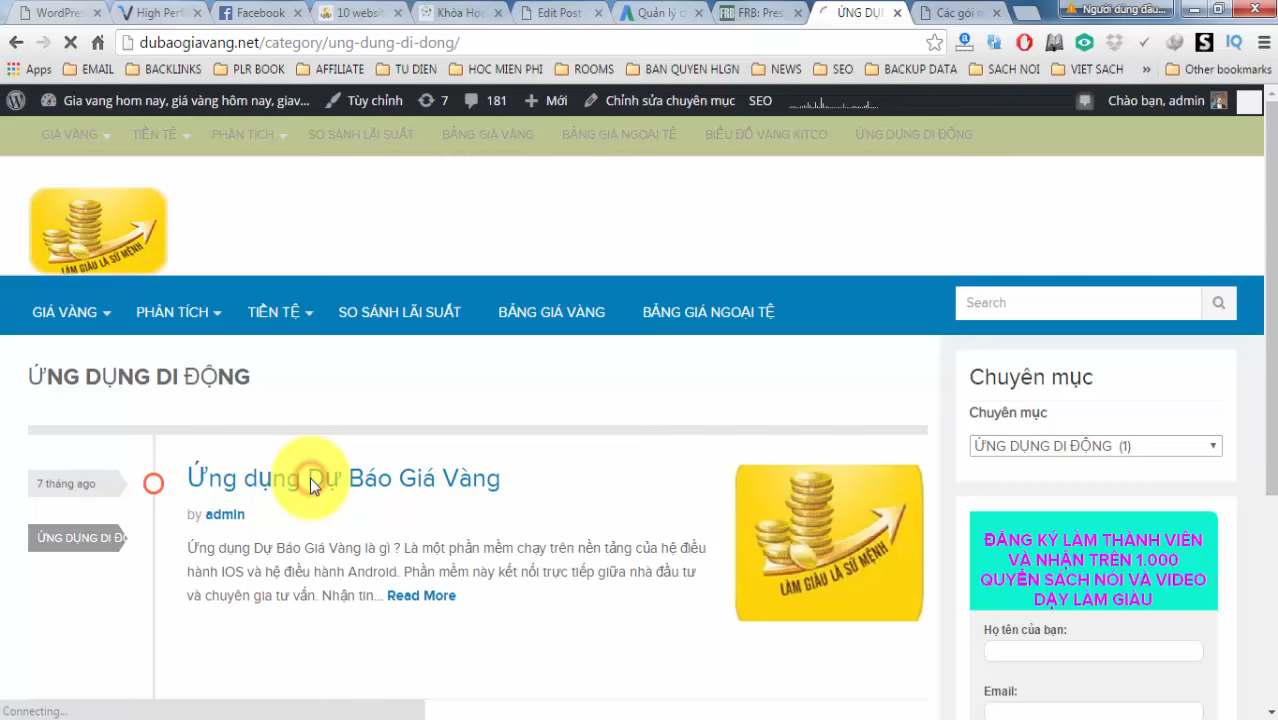 WordPres
High Perf
Facebook
10 websit
Khóa Họ
Edit Post
Quản lý c
FRB: Pres
ỨNG DỤ
Các gói n
Người dùng đầu...
dubaogiavang.net/category/ung-dung-di-dong/
Apps EMAIL BACKLINKS PLR BOOK AFFILIATE TU DIEN HOC MIEN PHI ROOMS BAN QUYEN HLGN NEWS SEO BACKUP DATA SACH NOI VIET SACH » Other bookmarks
Gia vang hom nay, giá vàng hôm nay, giav... Tùy chỉnh 7 181 Mới Chỉnh sửa chuyên mục SEO Chào bạn, admin
GIÁ VÀNG TIỀN TỆ PHÂN TÍCH SO SÁNH LÃI SUẤT BẢNG GIÁ VÀNG BẢNG GIÁ NGOẠI TỆ BIỂU ĐỒ VÀNG KITCO ỨNG DỤNG DI ĐỘNG
LÀM GIÀU LÀ SỨ MỆNH
GIÁ VÀNG PHÂN TÍCH TIỀN TỆ SO SÁNH LÃI SUẤT BẢNG GIÁ VÀNG BẢNG GIÁ NGOẠI TỆ
Search
ỨNG DỤNG DI ĐỘNG
7 tháng ago
ỨNG DỤNG DI ĐỘ
Ứng dụng Dự Báo Giá Vàng
by admin
Ứng dụng Dự Báo Giá Vàng là gì ? Là một phần mềm chạy trên nền tảng của hệ điều
hành IOS và hệ điều hành Android. Phần mềm này kết nối trực tiếp giữa nhà đầu tư
và chuyên gia tư vấn. Nhận tin... Read More
LÀM GIÀU LÀ SỨ MỆNH
Chuyên mục
Chuyên mục
ỨNG DỤNG DI ĐỘNG (1)
ĐĂNG KÝ LÀM THÀNH VIÊN
VÀ NHẬN TRÊN 1.000
QUYỂN SÁCH NÓI VÀ VIDEO
DẠY LÀM GIÀU
Họ tên của bạn:
Email:
Connecting...